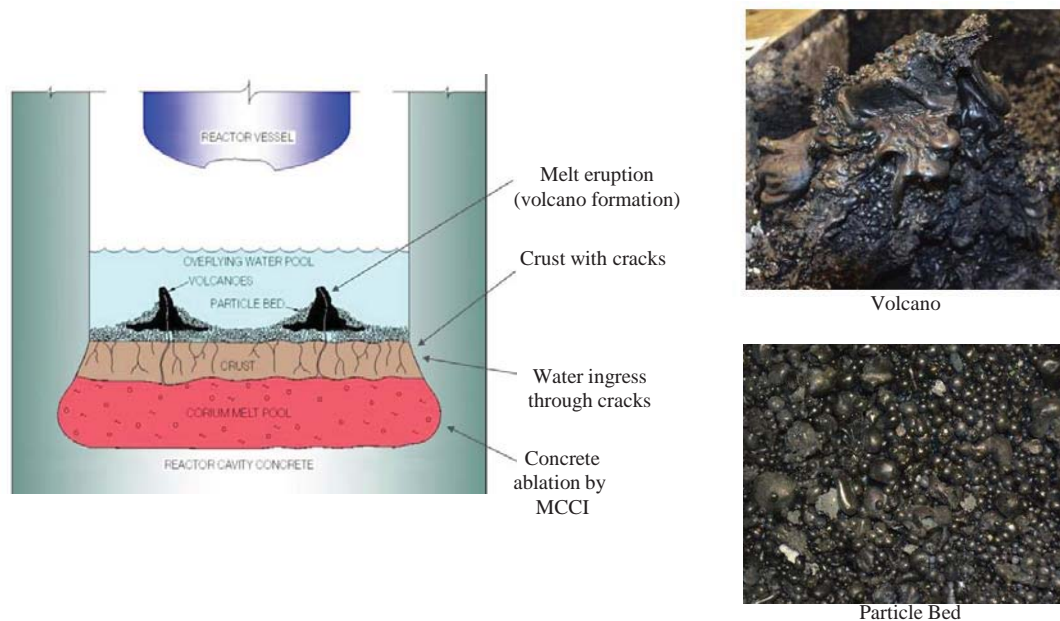 REACTOR VESSEL
OVERLYING WATER POOL
VOLCANOES
PARTICLE BED
CRUST
CORIUM MELT POOL
REACTOR CAVITY CONCRETE
Melt eruption
(volcano formation)
Crust with cracks
Water ingress
through cracks
Concrete
ablation by
MCCI
Volcano
Particle Bed